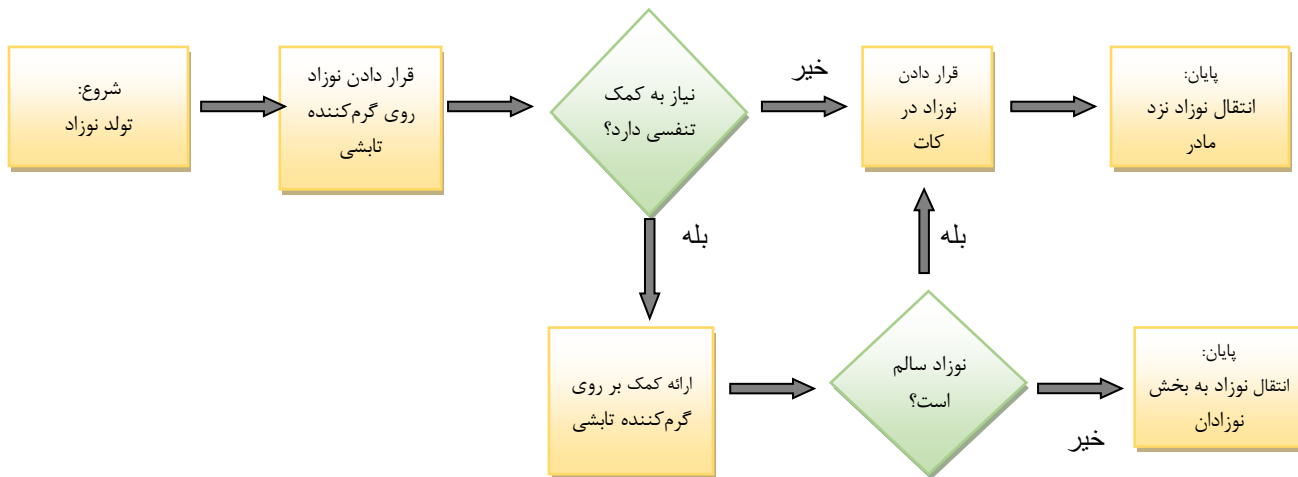 شروع:
تولد نوزاد
قرار دادن نوزاد
روی گرم‌کننده
تابشی
نیاز به کمک
تنفسی دارد؟
خیر
قرار دادن
نوزاد در
کات
پایان:
انتقال نوزاد نزد
مادر
بله
بله
ارائه کمک بر روی
گرم‌کننده تابشی
نوزاد سالم
است؟
خیر
پایان:
انتقال نوزاد به بخش
نوزادان